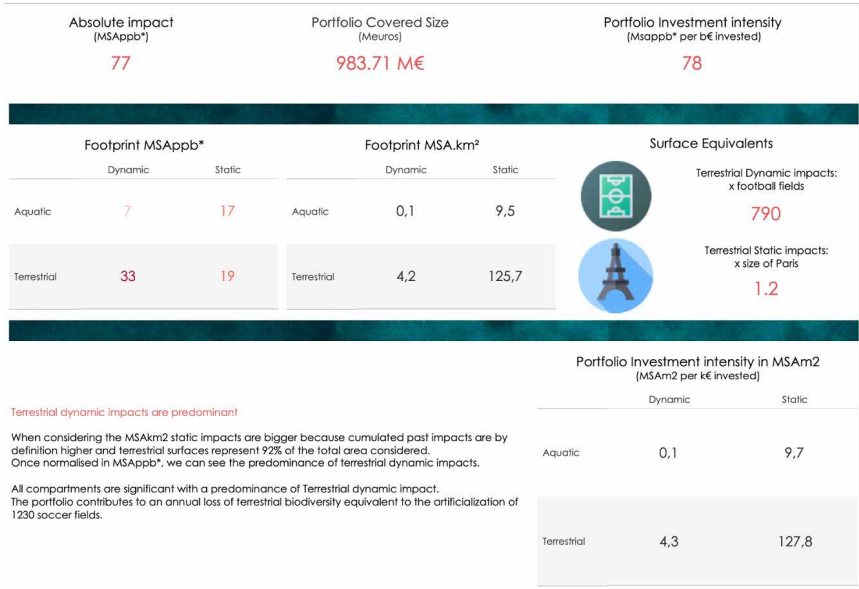 Absolute impact
(MSAppb*)
77
Portfolio Covered Size
(Meuros)
983.71 M€
Portfolio Investment intensity
(Msappb* per b€ invested)
78
Footprint MSAppb*
Dynamic Static
Aquatic 7 17
Terrestrial 33 19
Footprint MSA.km²
Dynamic Static
Aquatic 0,1 9,5
Terrestrial 4,2 125,7
Surface Equivalents
Terrestrial Dynamic impacts:
x football fields
790
Terrestrial Static impacts:
x size of Paris
1.2
Terrestrial dynamic impacts are predominant
When considering the MSAkm2 static impacts are bigger because cumulated past impacts are by
definition higher and terrestrial surfaces represent 92% of the total area considered.
Once normalised in MSAppb*, we can see the predominance of terrestrial dynamic impacts.
All compartments are significant with a predominance of Terrestrial dynamic impact.
The portfolio contributes to an annual loss of terrestrial biodiversity equivalent to the artificialization of
1230 soccer fields.
Portfolio Investment intensity in MSAm2
(MSAm2 per k€ invested)
Dynamic Static
Aquatic 0,1 9,7
Terrestrial 4,3 127,8